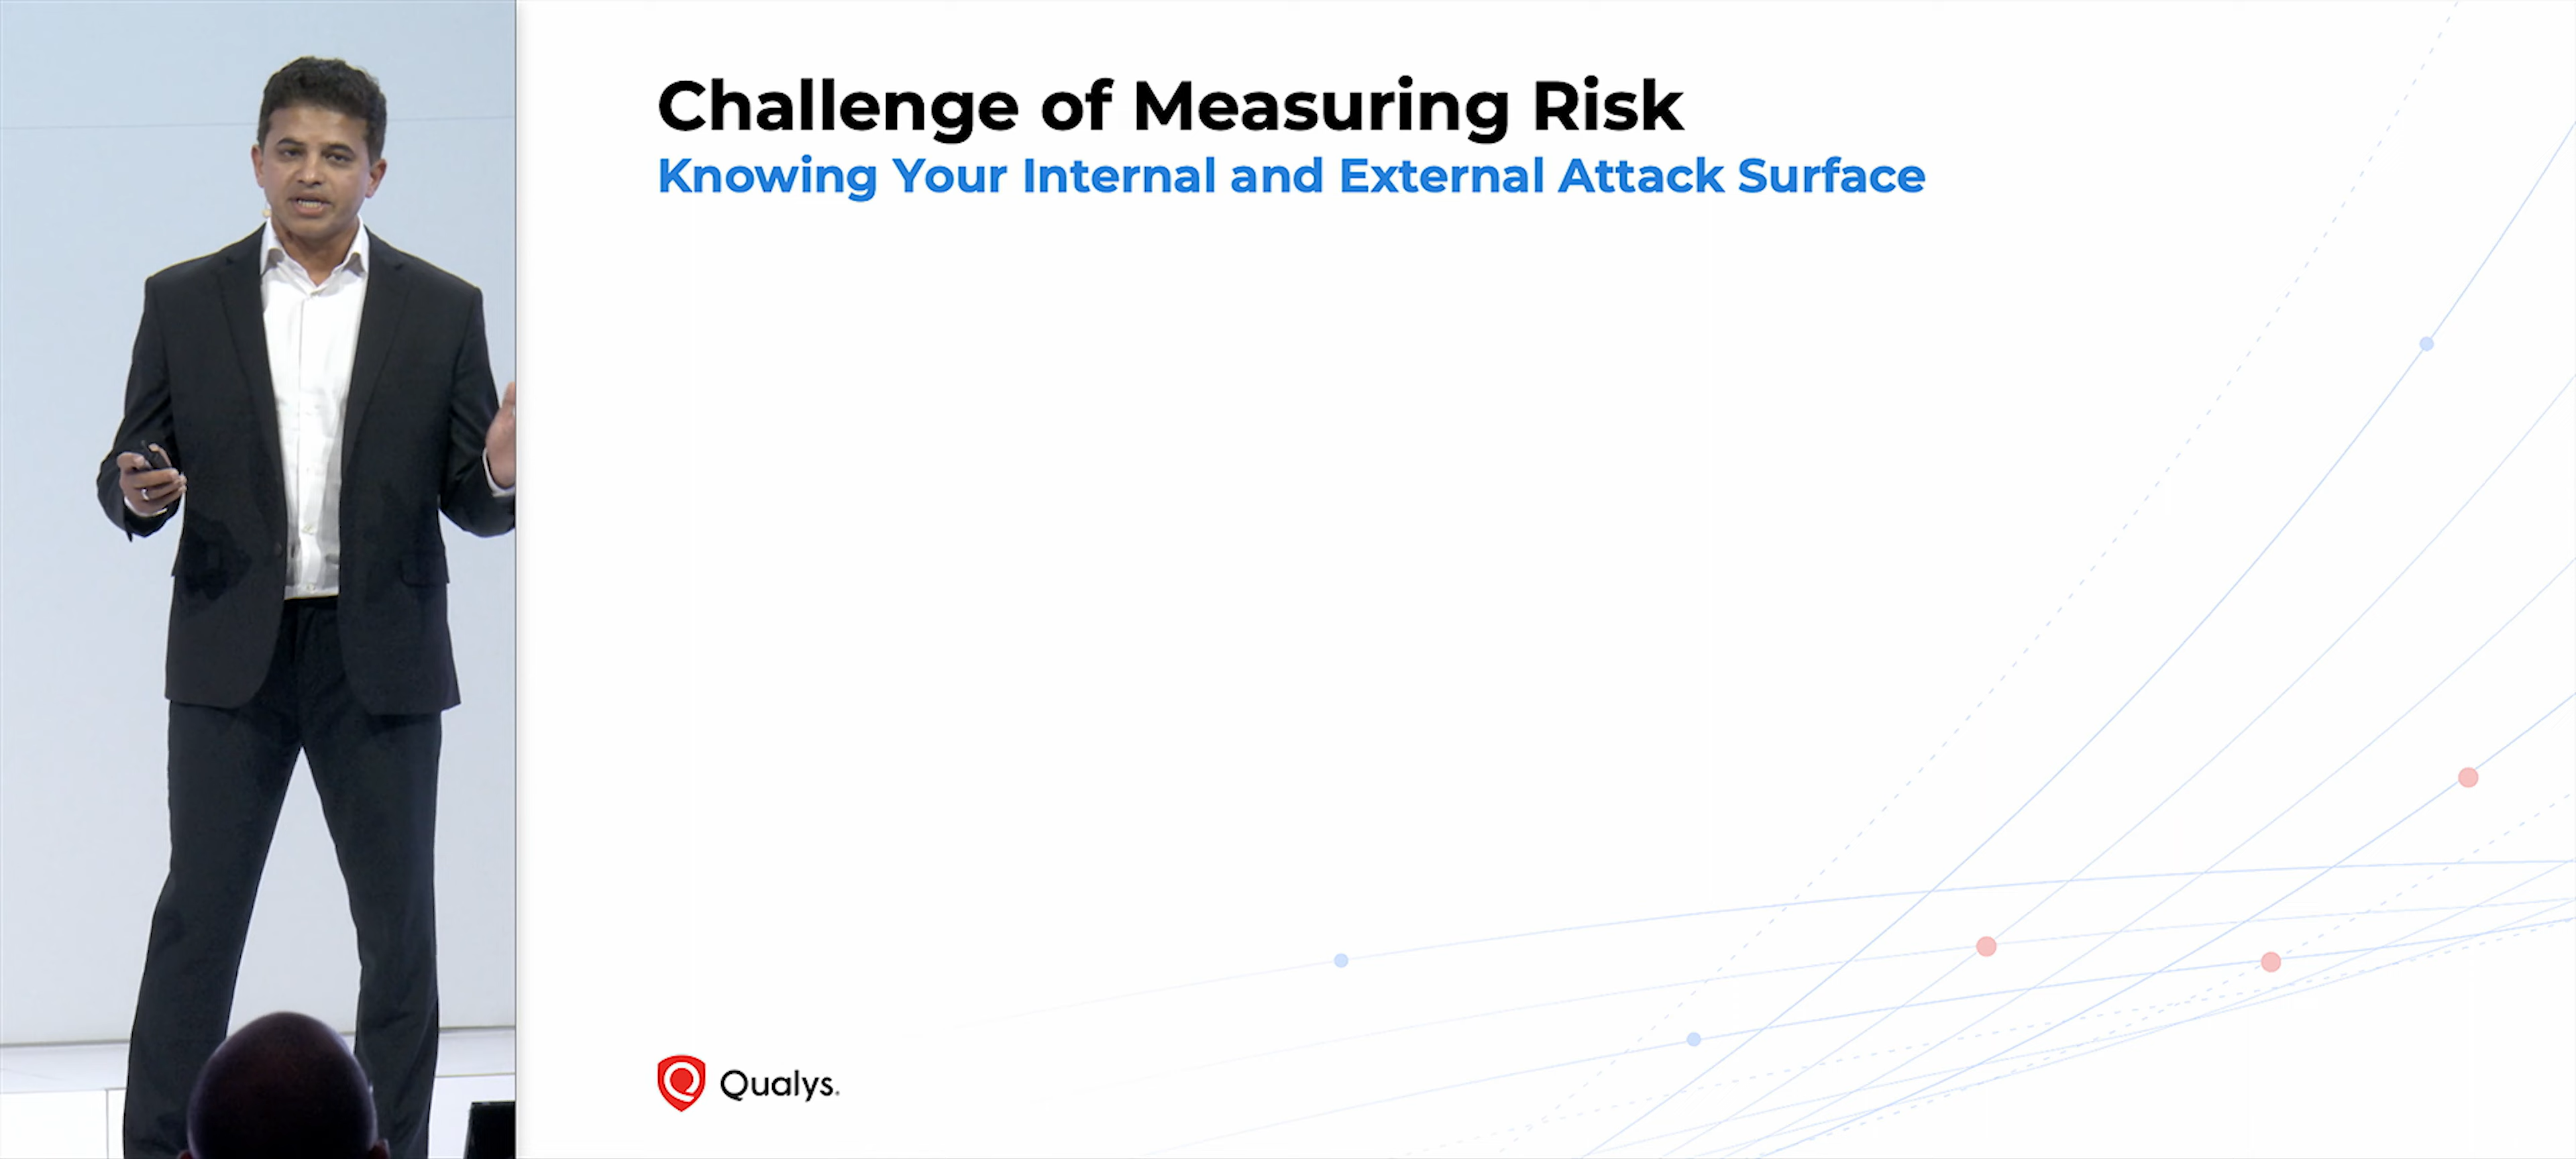 Challenge of Measuring Risk
Knowing Your Internal and External Attack Surface
Qualys.